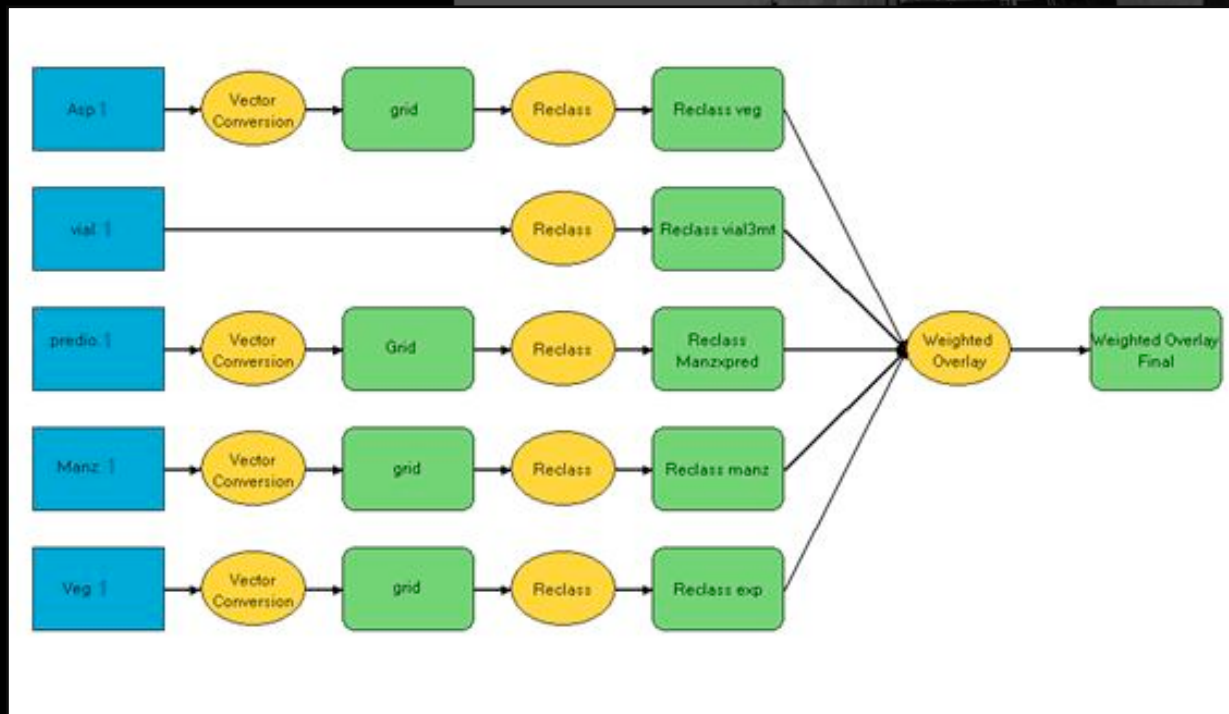 Asp 1
Vector
Conversion
grid
Reclass
Reclass veg
vial 1
Reclass
Reclass vial3mt
predio 1
Vector
Conversion
Grid
Reclass
Reclass
Manzxpred
Weighted
Overlay
Weighted Overlay
Final
Manz 1
Vector
Conversion
grid
Reclass
Reclass manz
Veg 1
Vector
Conversion
grid
Reclass
Reclass exp